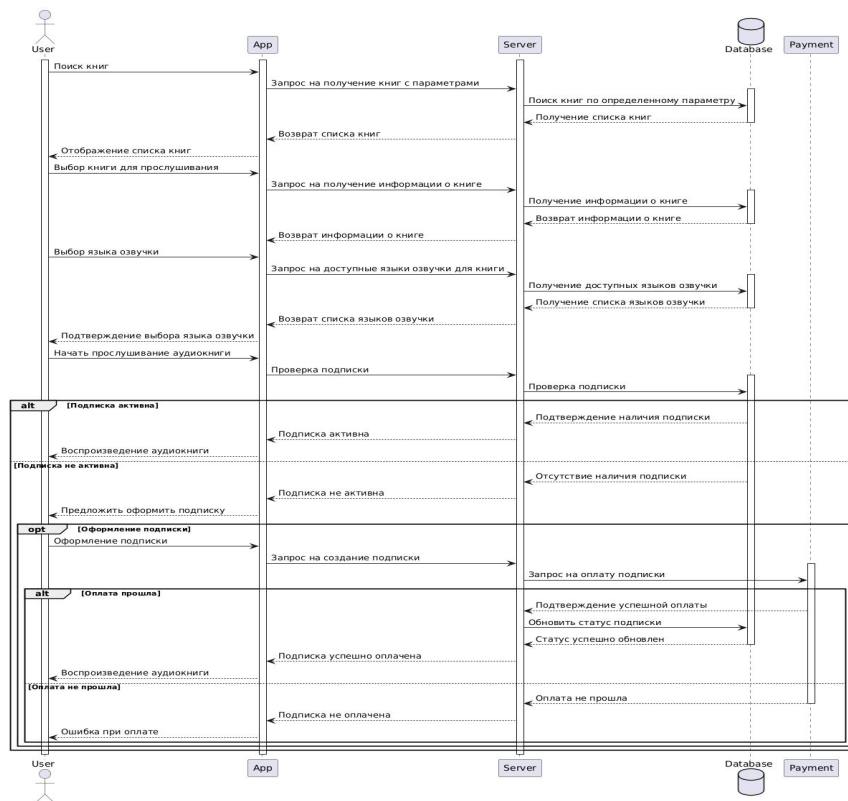 User
App
Server
Database
Payment
Поиск книг
Запрос на получение книг с параметрами
Поиск книг по определенному параметру
Получение списка книг
Возврат списка книг
Отображение списка книг
Выбор книги для прослушивания
Запрос на получение информации о книге
Получение информации о книге
Возврат информации о книге
Возврат информации о книге
Выбор языка озвучки
Запрос на доступные языки озвучки для книги
Получение доступных языков озвучки
Получение списка языков озвучки
Возврат списка языков озвучки
Подтверждение выбора языка озвучки
Начать прослушивание аудиокниги
Проверка подписки
Проверка подписки
alt [Подписка активна]
Подтверждение наличия подписки
Подписка активна
Воспроизведение аудиокниги
[Подписка не активна]
Отсутствие наличия подписки
Подписка не активна
Предложить оформить подписку
opt [Оформление подписки]
Оформление подписки
Запрос на создание подписки
Запрос на оплату подписки
alt [Оплата прошла]
Подтверждение успешной оплаты
Обновить статус подписки
Статус успешно обновлен
Подписка успешно оплачена
Воспроизведение аудиокниги
[Оплата не прошла]
Оплата не прошла
Подписка не оплачена
Ошибка при оплате
User
App
Server
Database
Payment